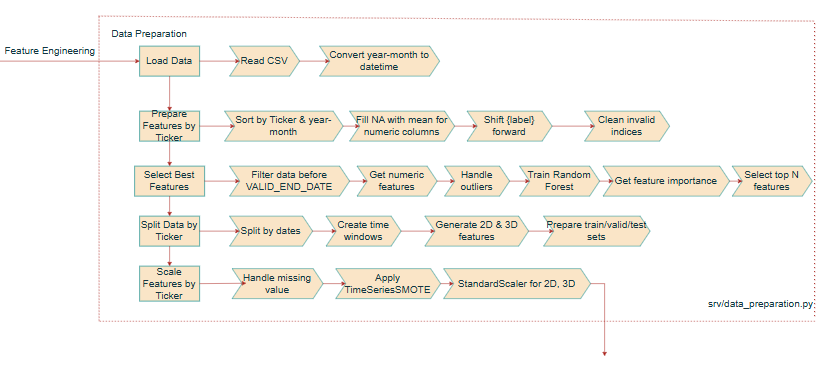 Data Preparation
Feature Engineering
Load Data
Read CSV
Convert year-month to
datetime
Prepare
Features by
Ticker
Sort by Ticker & year-
month
Fill NA with mean for
numeric columns
Shift {label}
forward
Clean invalid
indices
Select Best
Features
Filter data before
VALID_END_DATE
Get numeric
features
Handle
outliers
Train Random
Forest
Get feature importance
Select top N
features
Split Data by
Ticker
Split by dates
Create time
windows
Generate 2D & 3D
features
Prepare train/valid/test
sets
Scale
Features by
Ticker
Handle missing
value
Apply
TimeSeriesSMOTE
StandardScaler for 2D, 3D
srv/data_preparation.py